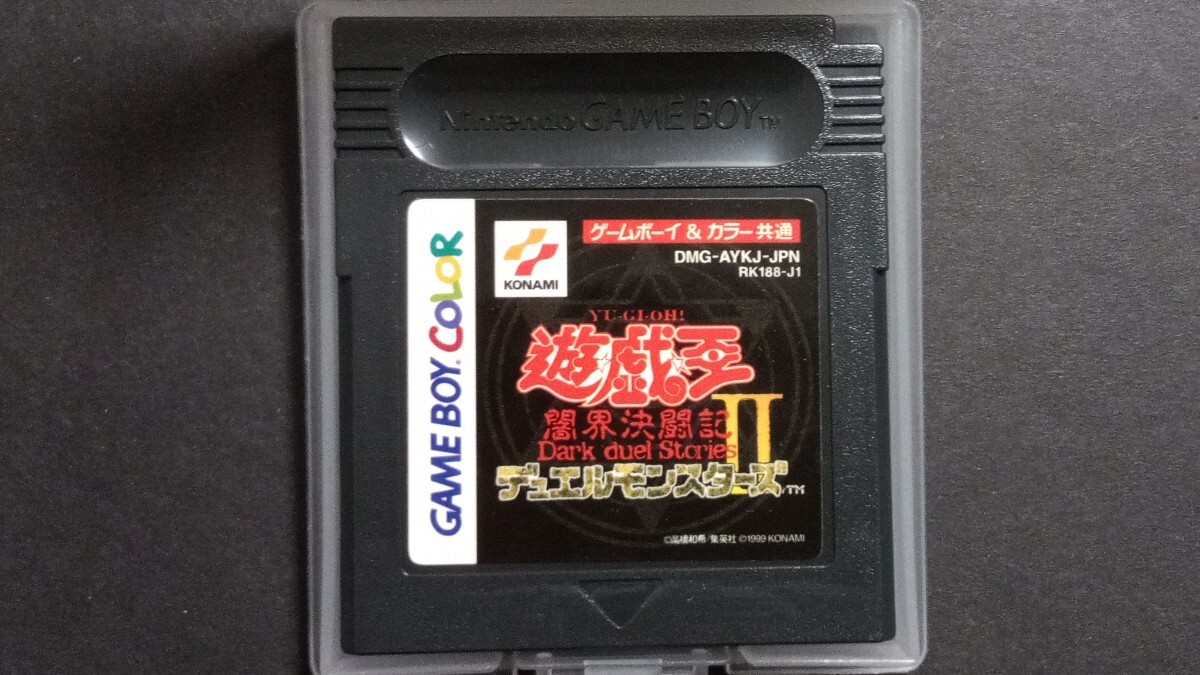 Nintendo GAME BOY TM
GAME BOY COLOR
KONAMI
ゲームボーイ & カラー共通
DMG-AYKJ-JPN
RK188-J1
YU-GI-OH!
遊☆戯☆王
闇界決闘記
II
Dark duel Stories
デュエルモンスターズ TM
©高橋和希/集英社 ©1999 KONAMI